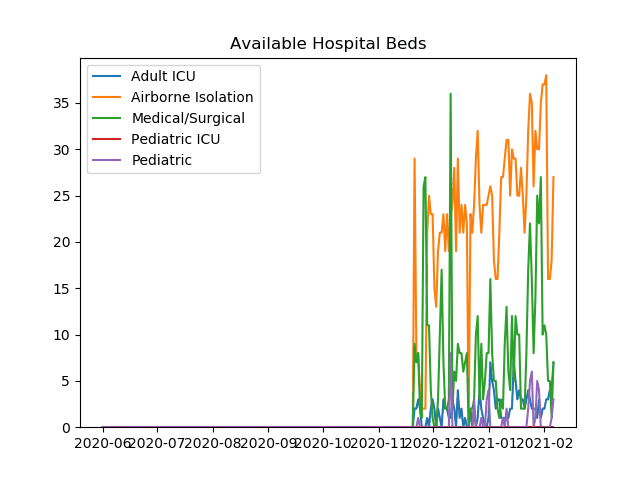 Available Hospital Beds
Adult ICU
Airborne Isolation
Medical/Surgical
Pediatric ICU
Pediatric
35
30
25
20
15
10
5
0
2020-06 2020-07 2020-08 2020-09 2020-10 2020-11 2020-12 2021-01 2021-02